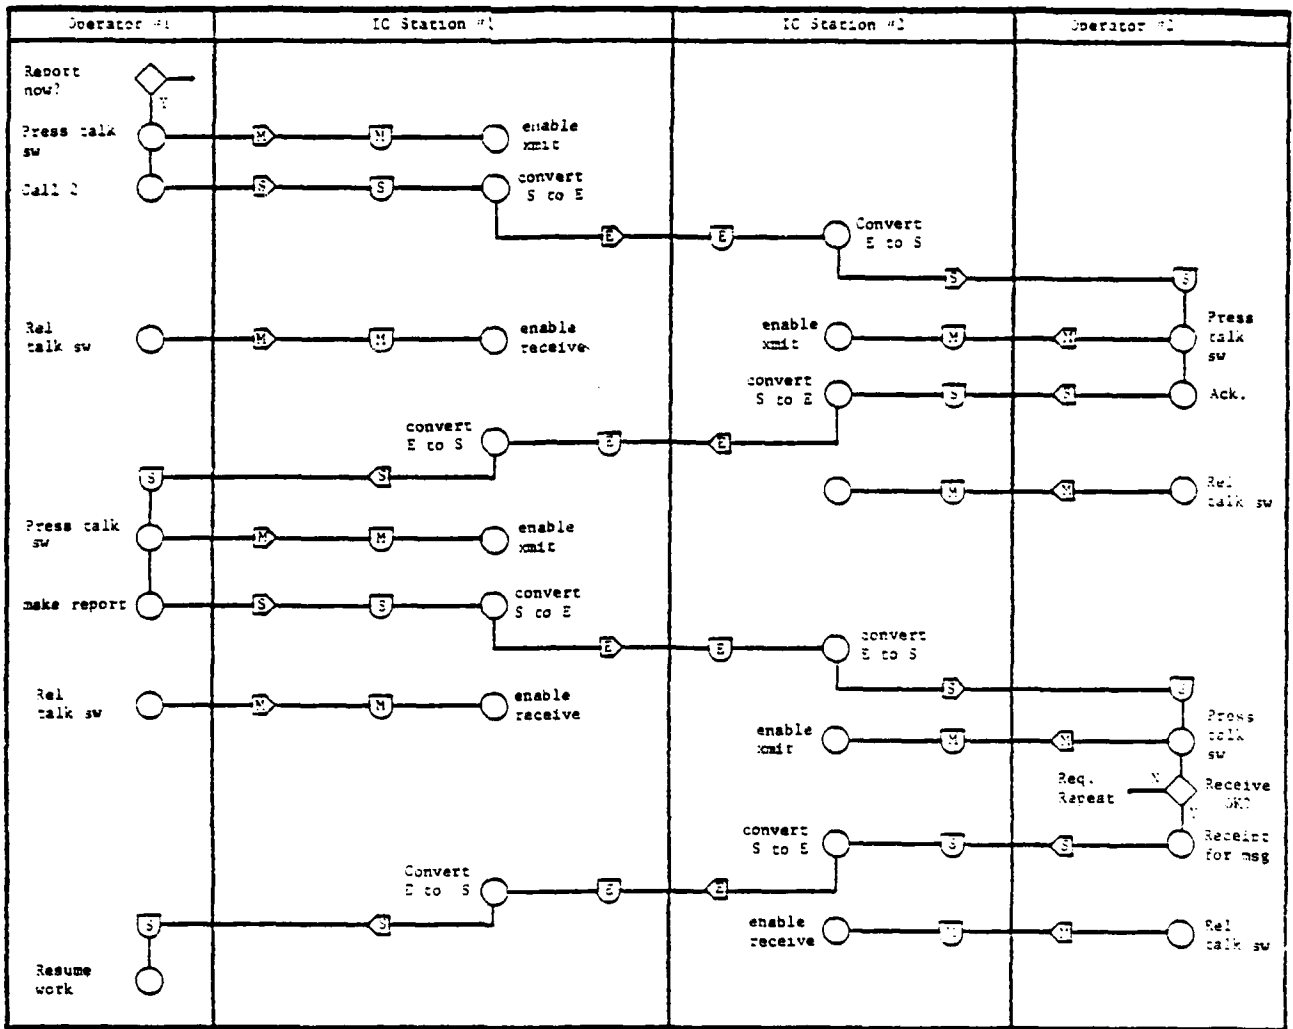 Operator #1
IC Station #1
IC Station #2
Operator #2
Report
now?
Y
Press talk
sw
M
M
enable
xmit
Call 2
S
S
convert
S to E
E
E
Convert
E to S
S
S
Rel
talk sw
M
M
enable
receive
enable
xmit
M
M
Press
talk
sw
convert
S to E
S
S
Ack.
convert
E to S
E
E
S
S
M
M
Rel
talk sw
Press talk
sw
M
M
enable
xmit
make report
S
S
convert
S to E
E
E
convert
E to S
S
S
Rel
talk sw
M
M
enable
receive
enable
xmit
M
M
Press
talk
sw
Req.
Repeat
N
Receive
OK?
Y
convert
S to E
S
S
Receipt
for msg
Convert
E to S
E
E
S
S
enable
receive
M
M
Rel
talk sw
Resume
work